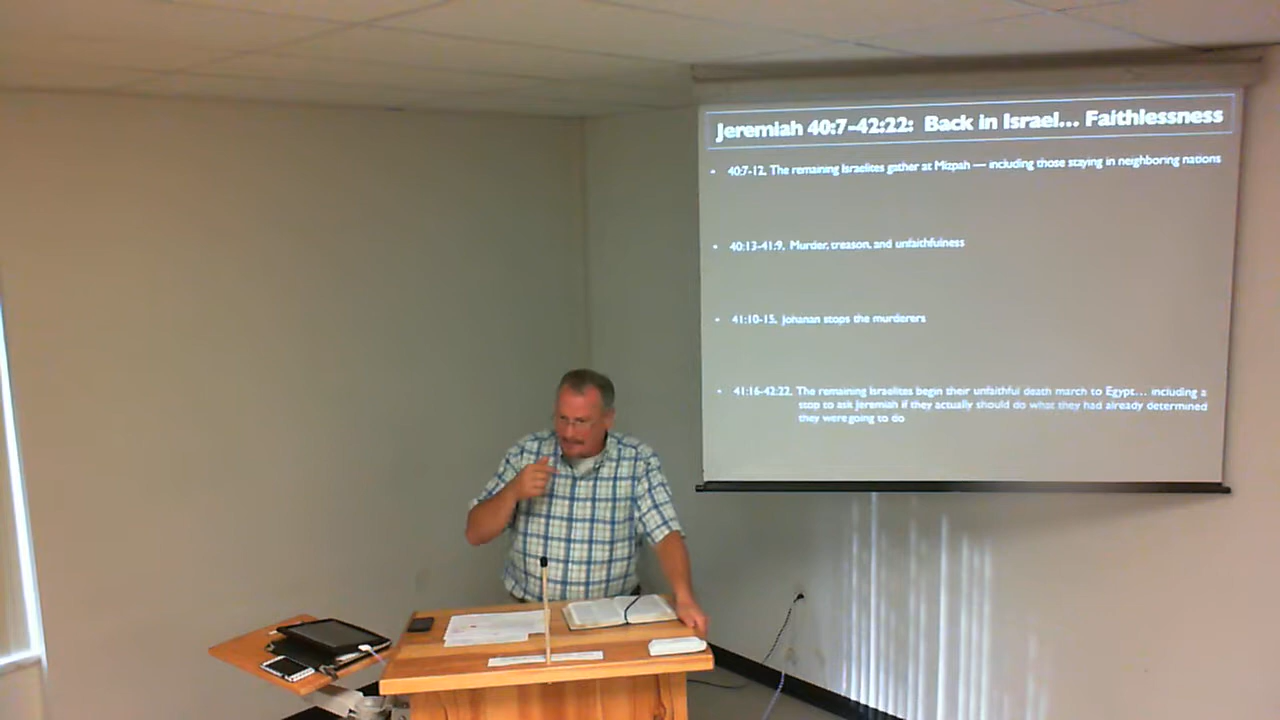 Jeremiah 40:7-42:22: Back in Israel... Faithlessness
• 40:7-12, The remaining Israelites gather at Mizpah — including those staying in neighboring nations
• 40:13-41:9, Murder, treason, and unfaithfulness
• 41:10-15, Johanan stops the murderers
• 41:16-42:22, The remaining Israelites begin their unfaithful death march to Egypt... including a
stop to ask Jeremiah if they actually should do what they had already determined
they were going to do